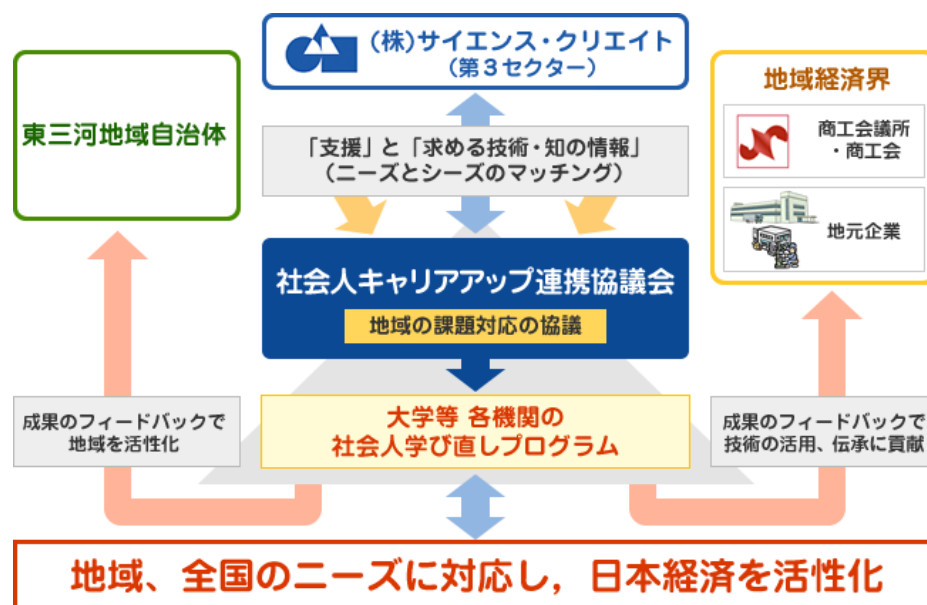 (株)サイエンス・クリエイト
(第3セクター)
東三河地域自治体
地域経済界
商工会議所
・商工会
地元企業
「支援」と「求める技術・知の情報」
(ニーズとシーズのマッチング)
社会人キャリアアップ連携協議会
地域の課題対応の協議
大学等 各機関の
社会人学び直しプログラム
成果のフィードバックで
地域を活性化
成果のフィードバックで
技術の活用、伝承に貢献
地域、全国のニーズに対応し，日本経済を活性化